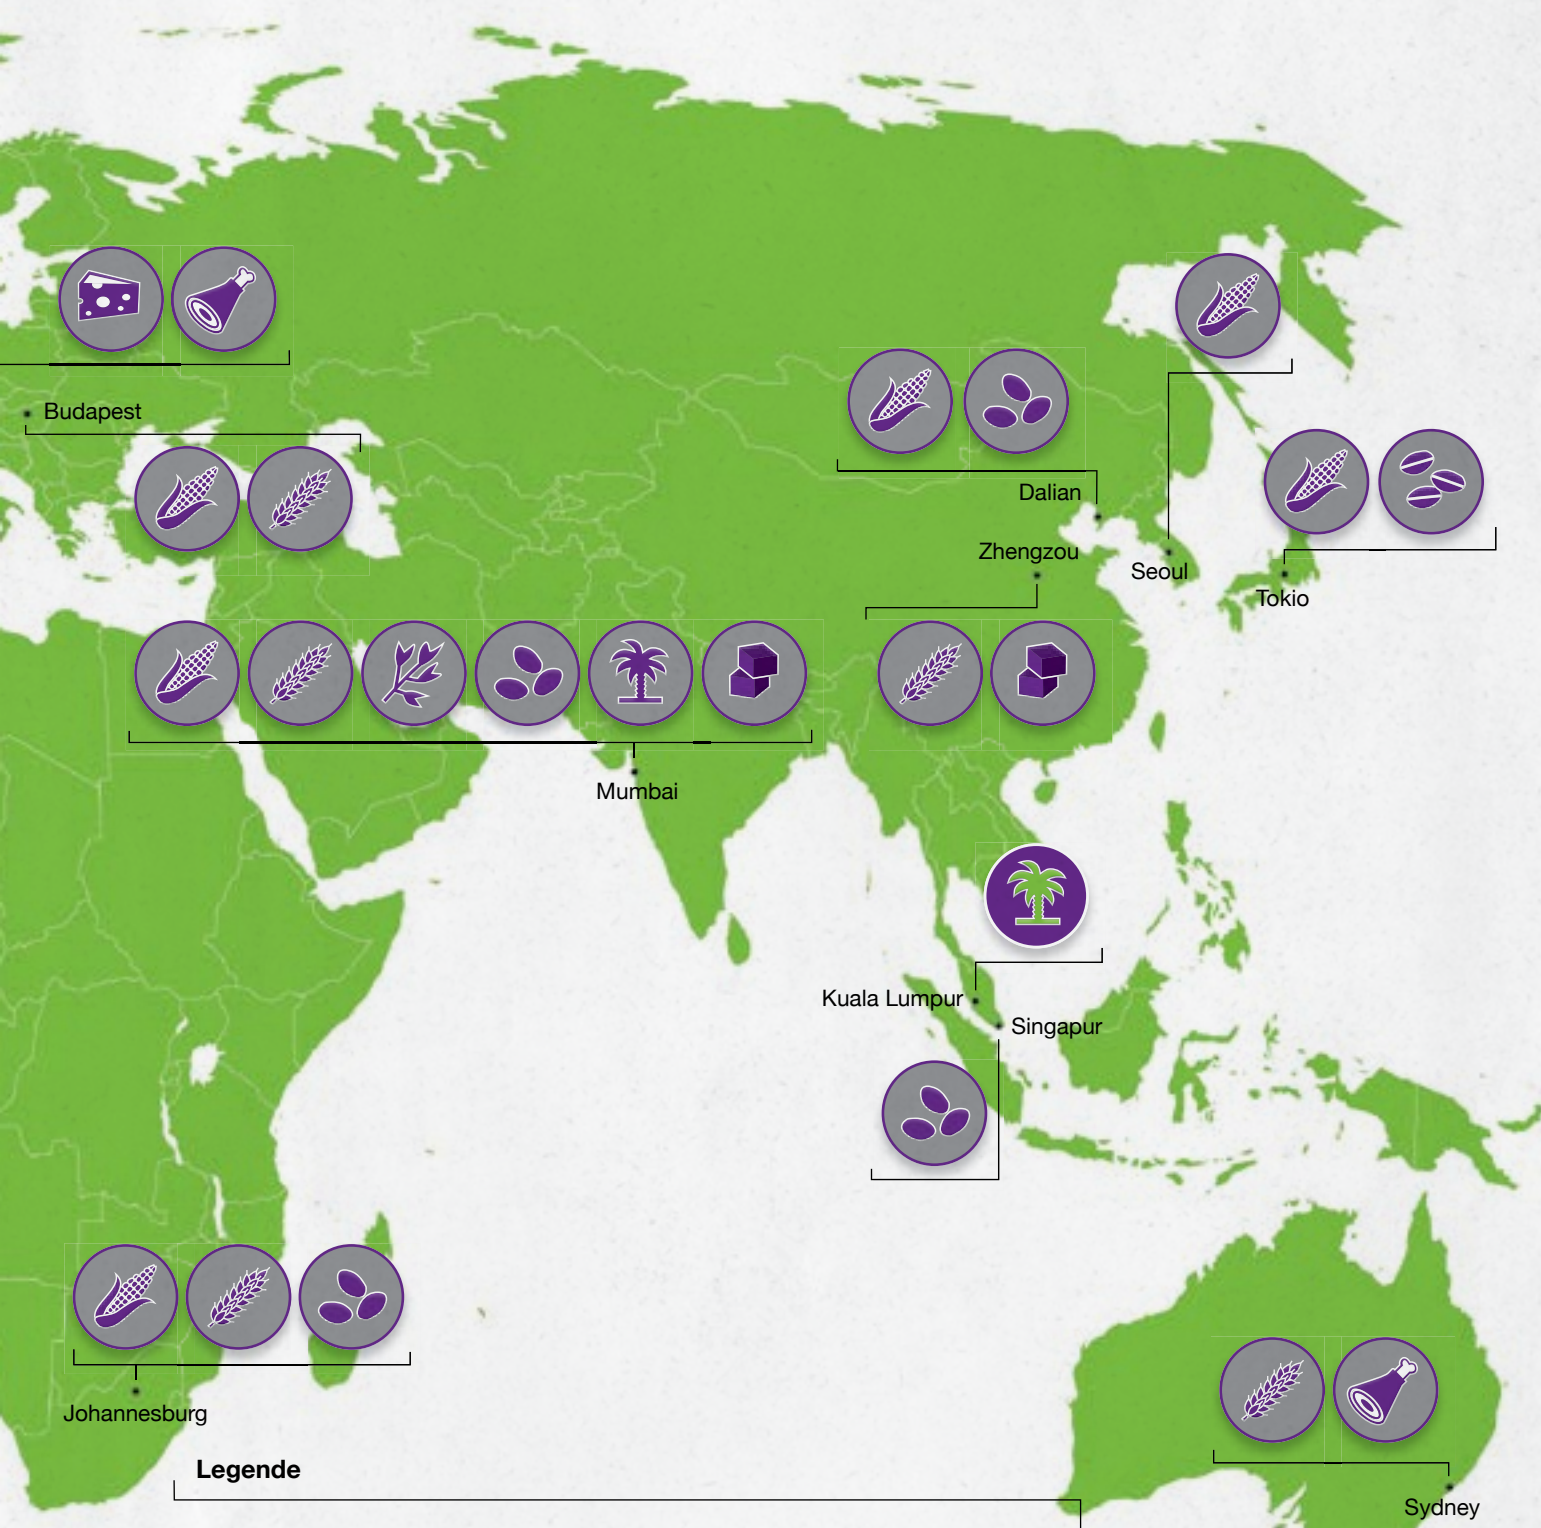 Budapest
Dalian
Zhengzou
Seoul
Tokio
Mumbai
Kuala Lumpur
Singapur
Johannesburg
Legende
Sydney